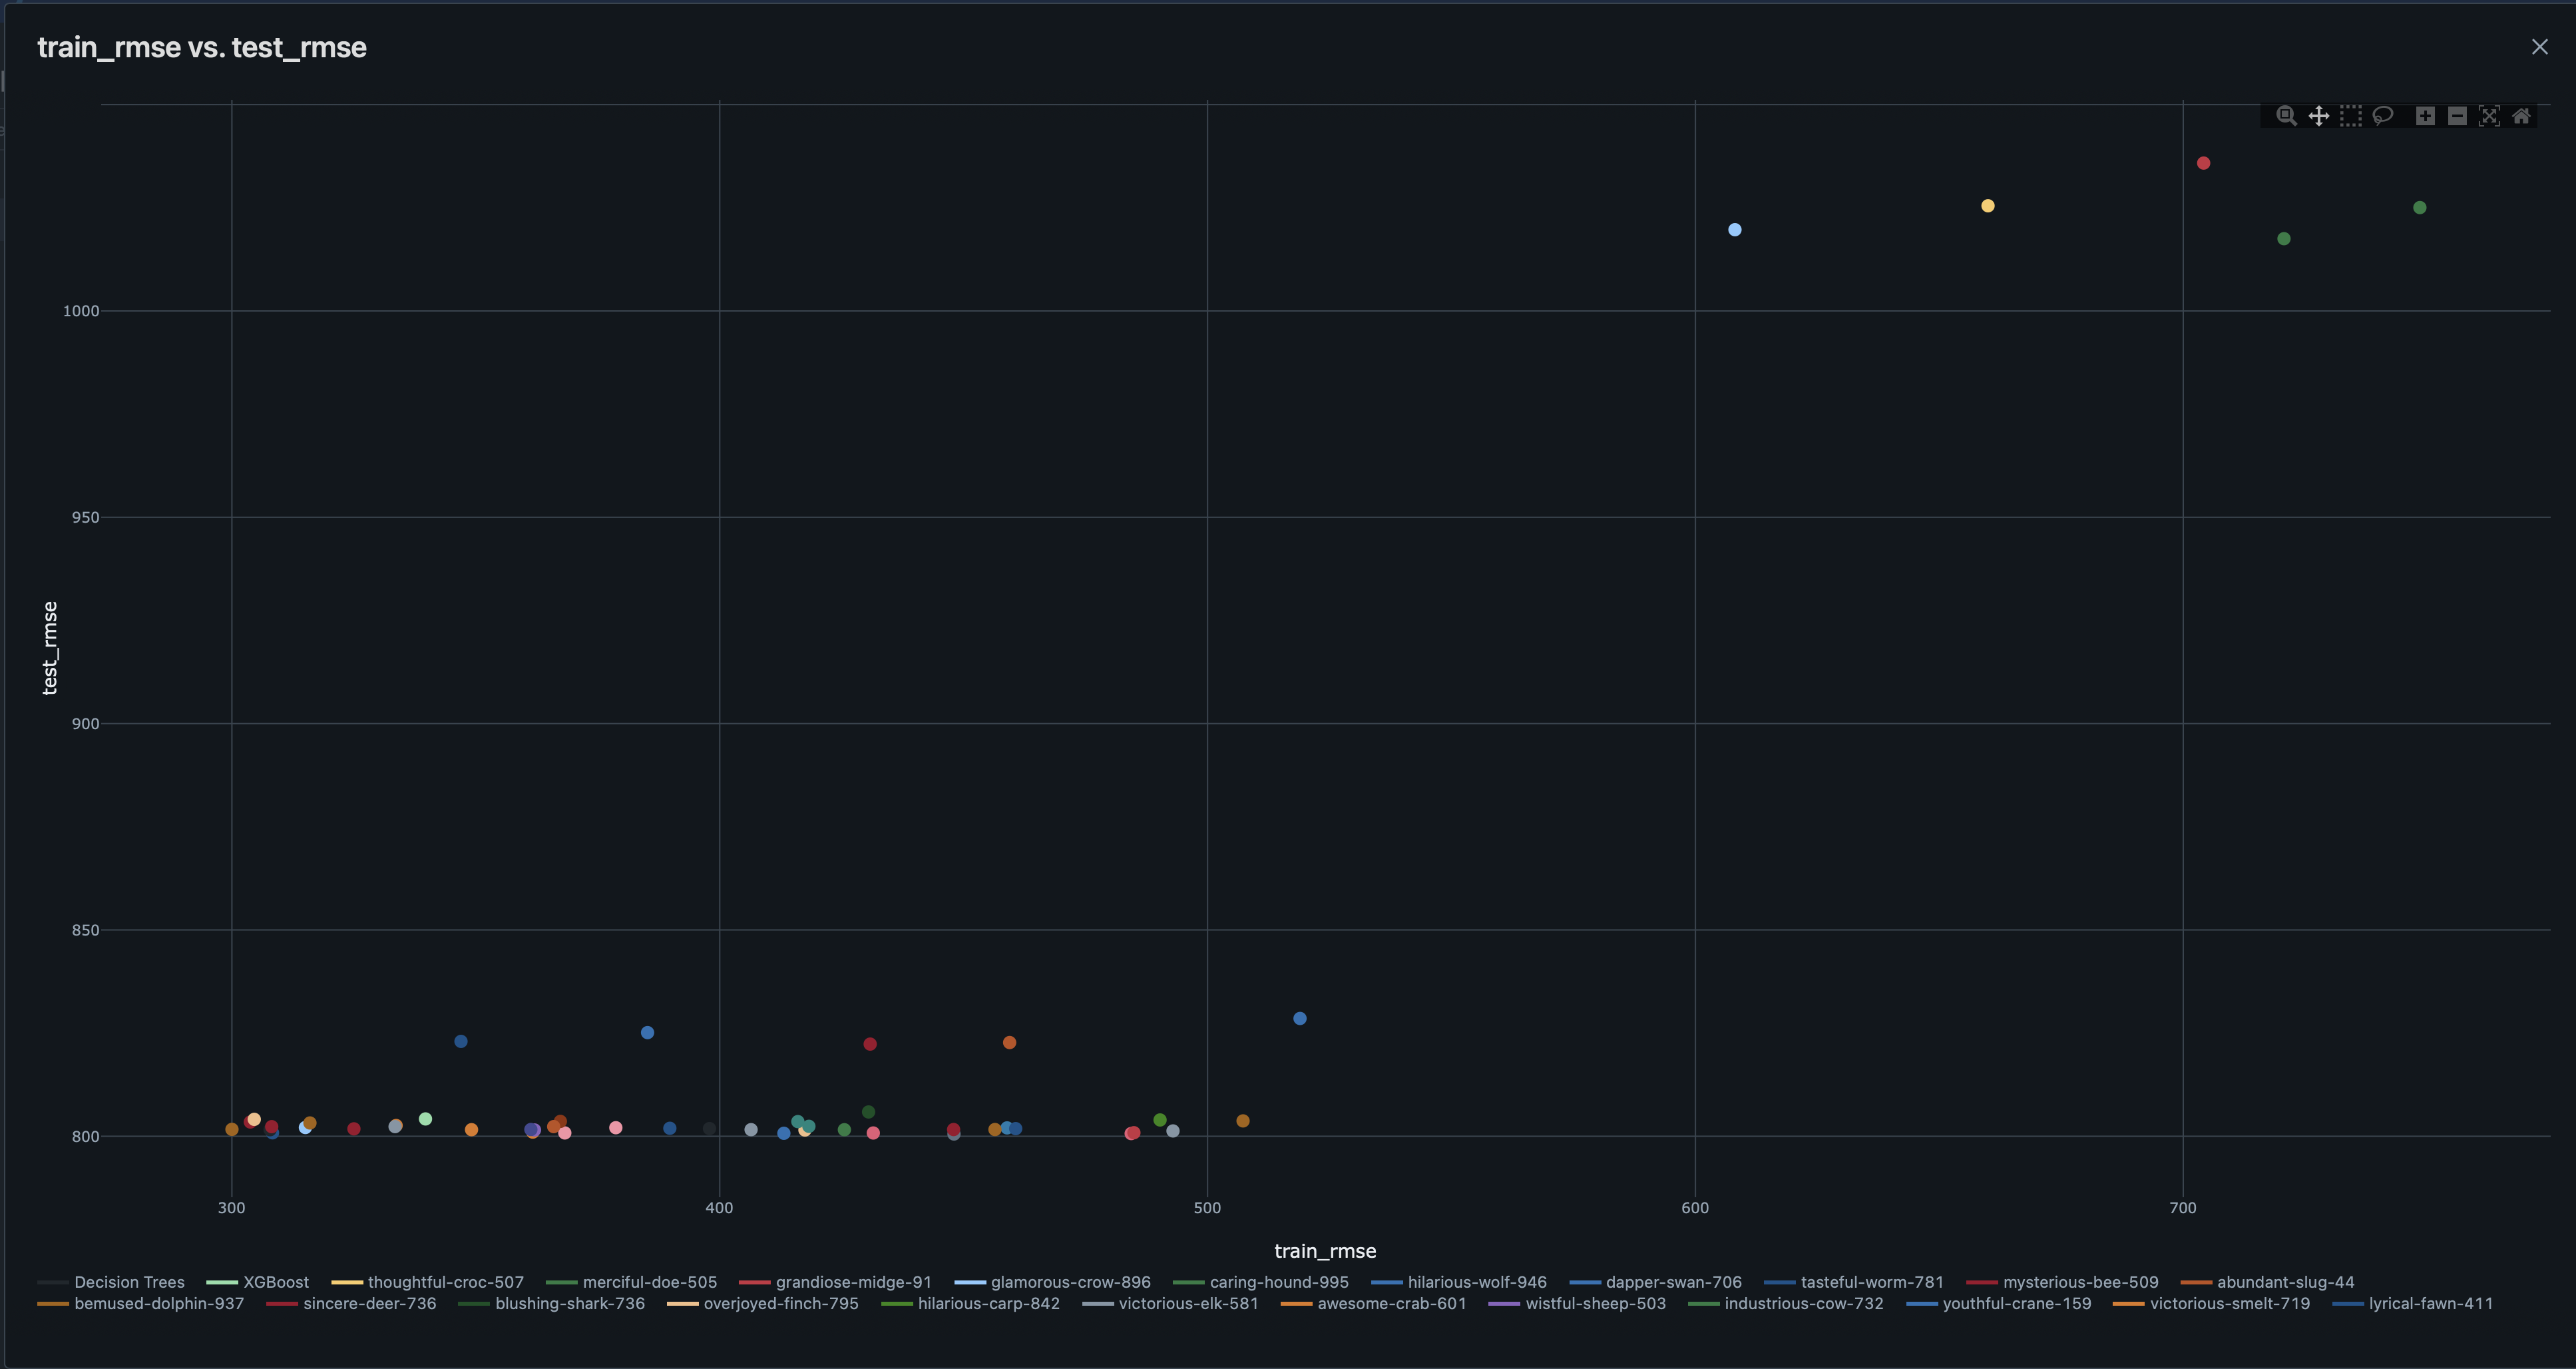 train_rmse vs. test_rmse
1000
950
900
850
800
test_rmse
300 400 500 600 700
train_rmse
Decision Trees XGBoost thoughtful-croc-507 merciful-doe-505 grandiose-midge-91 glamorous-crow-896 caring-hound-995 hilarious-wolf-946 dapper-swan-706 tasteful-worm-781 mysterious-bee-509 abundant-slug-44
bemused-dolphin-937 sincere-deer-736 blushing-shark-736 overjoyed-finch-795 hilarious-carp-842 victorious-elk-581 awesome-crab-601 wistful-sheep-503 industrious-cow-732 youthful-crane-159 victorious-smelt-719 lyrical-fawn-411